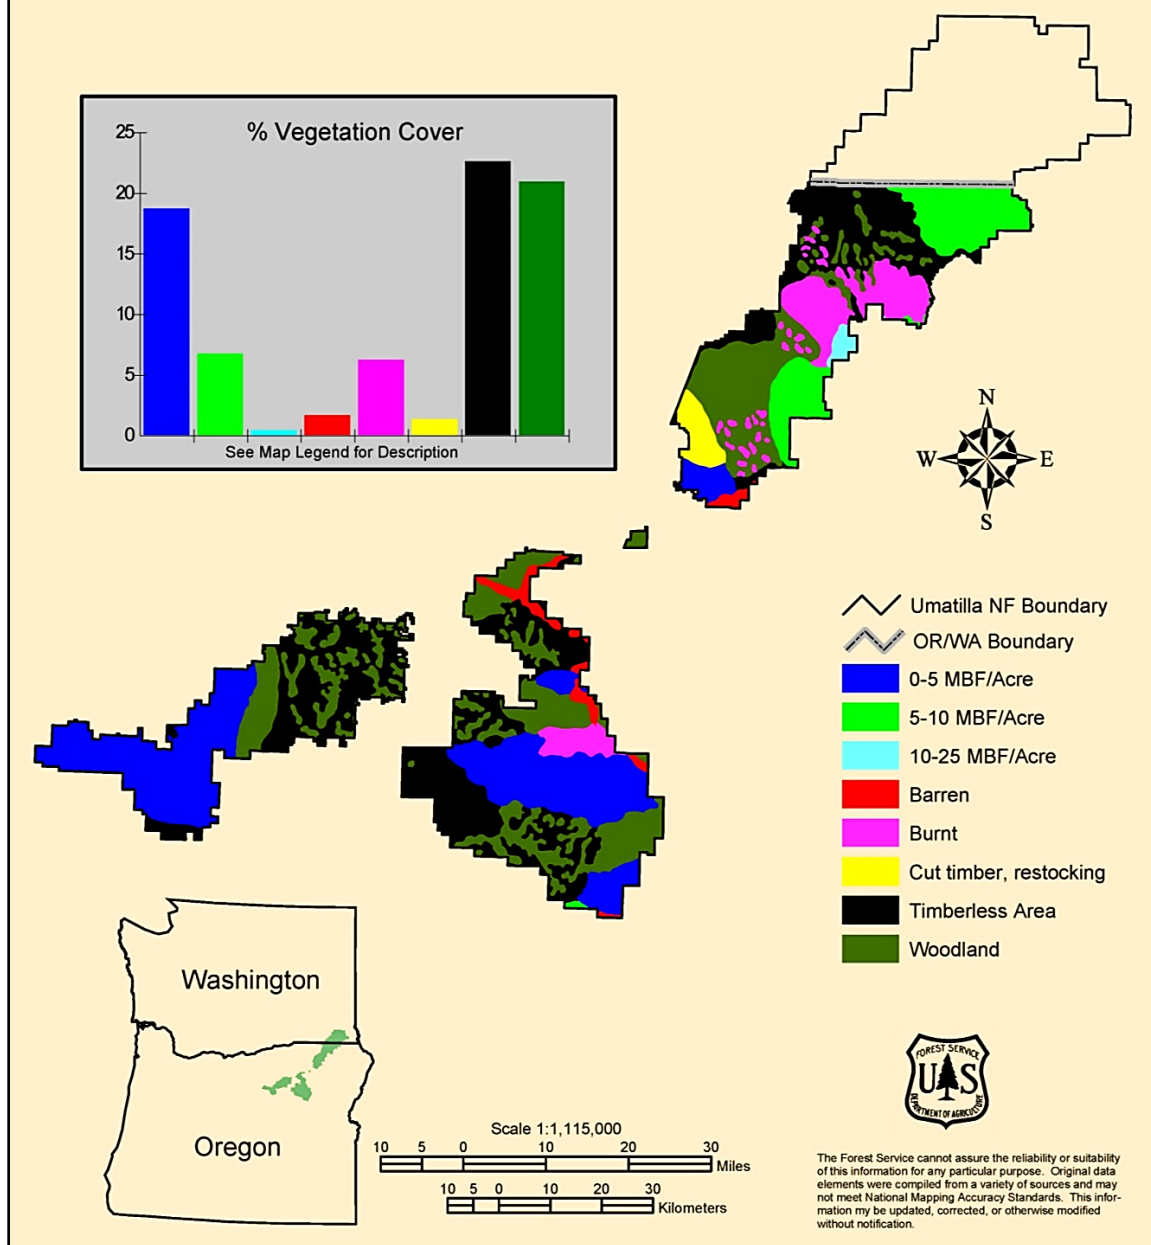 % Vegetation Cover
25
20
15
10
5
0
See Map Legend for Description
N
W E
S
Umatilla NF Boundary
OR/WA Boundary
0-5 MBF/Acre
5-10 MBF/Acre
10-25 MBF/Acre
Barren
Burnt
Cut timber, restocking
Timberless Area
Woodland
Washington
Oregon
Scale 1:1,115,000
10 5 0 10 20 30
Miles
10 5 0 10 20 30
Kilometers
FOREST SERVICE
U S
DEPARTMENT OF AGRICULTURE
The Forest Service cannot assure the reliability or suitability
of this information for any particular purpose. Original data
elements were compiled from a variety of sources and may
not meet National Mapping Accuracy Standards. This infor-
mation my be updated, corrected, or otherwise modified
without notification.